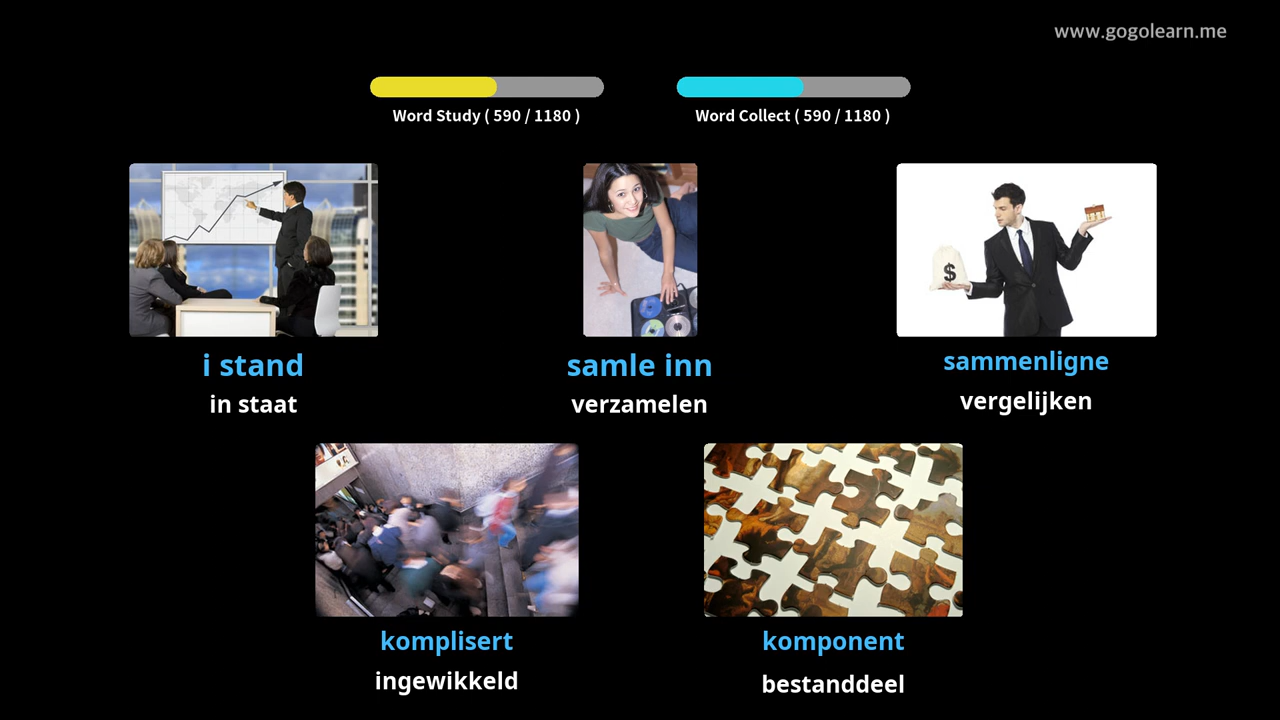 www.gogolearn.me
Word Study ( 590 / 1180 )
Word Collect ( 590 / 1180 )
i stand
in staat
samle inn
verzamelen
sammenligne
vergelijken
$
komplisert
ingewikkeld
komponent
bestanddeel